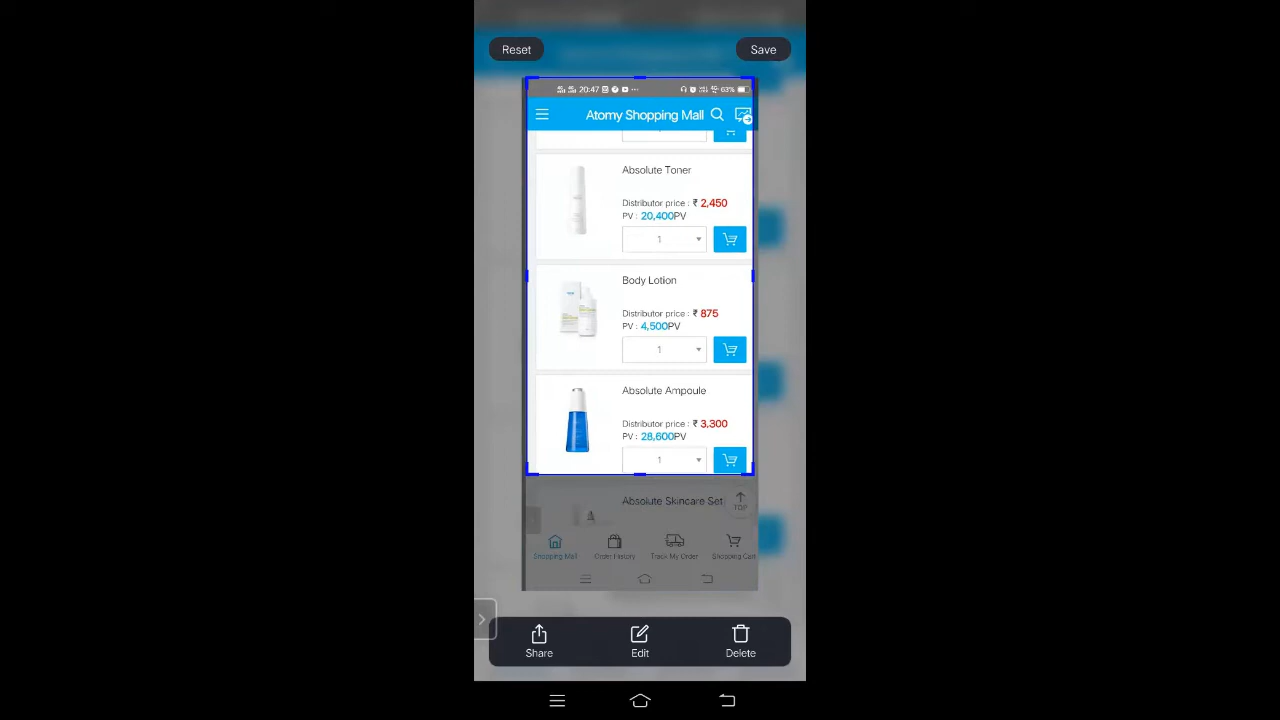 Reset
Save
20:47
63%
Atomy Shopping Mall
Absolute Toner
Distributor price : ₹ 2,450
PV : 20,400PV
1
Body Lotion
Distributor price : ₹ 875
PV : 4,500PV
1
Absolute Ampoule
Distributor price : ₹ 3,300
PV : 28,600PV
1
Absolute Skincare Set
TOP
Shopping Mall
Order History
Track My Order
Shopping Cart
Share
Edit
Delete